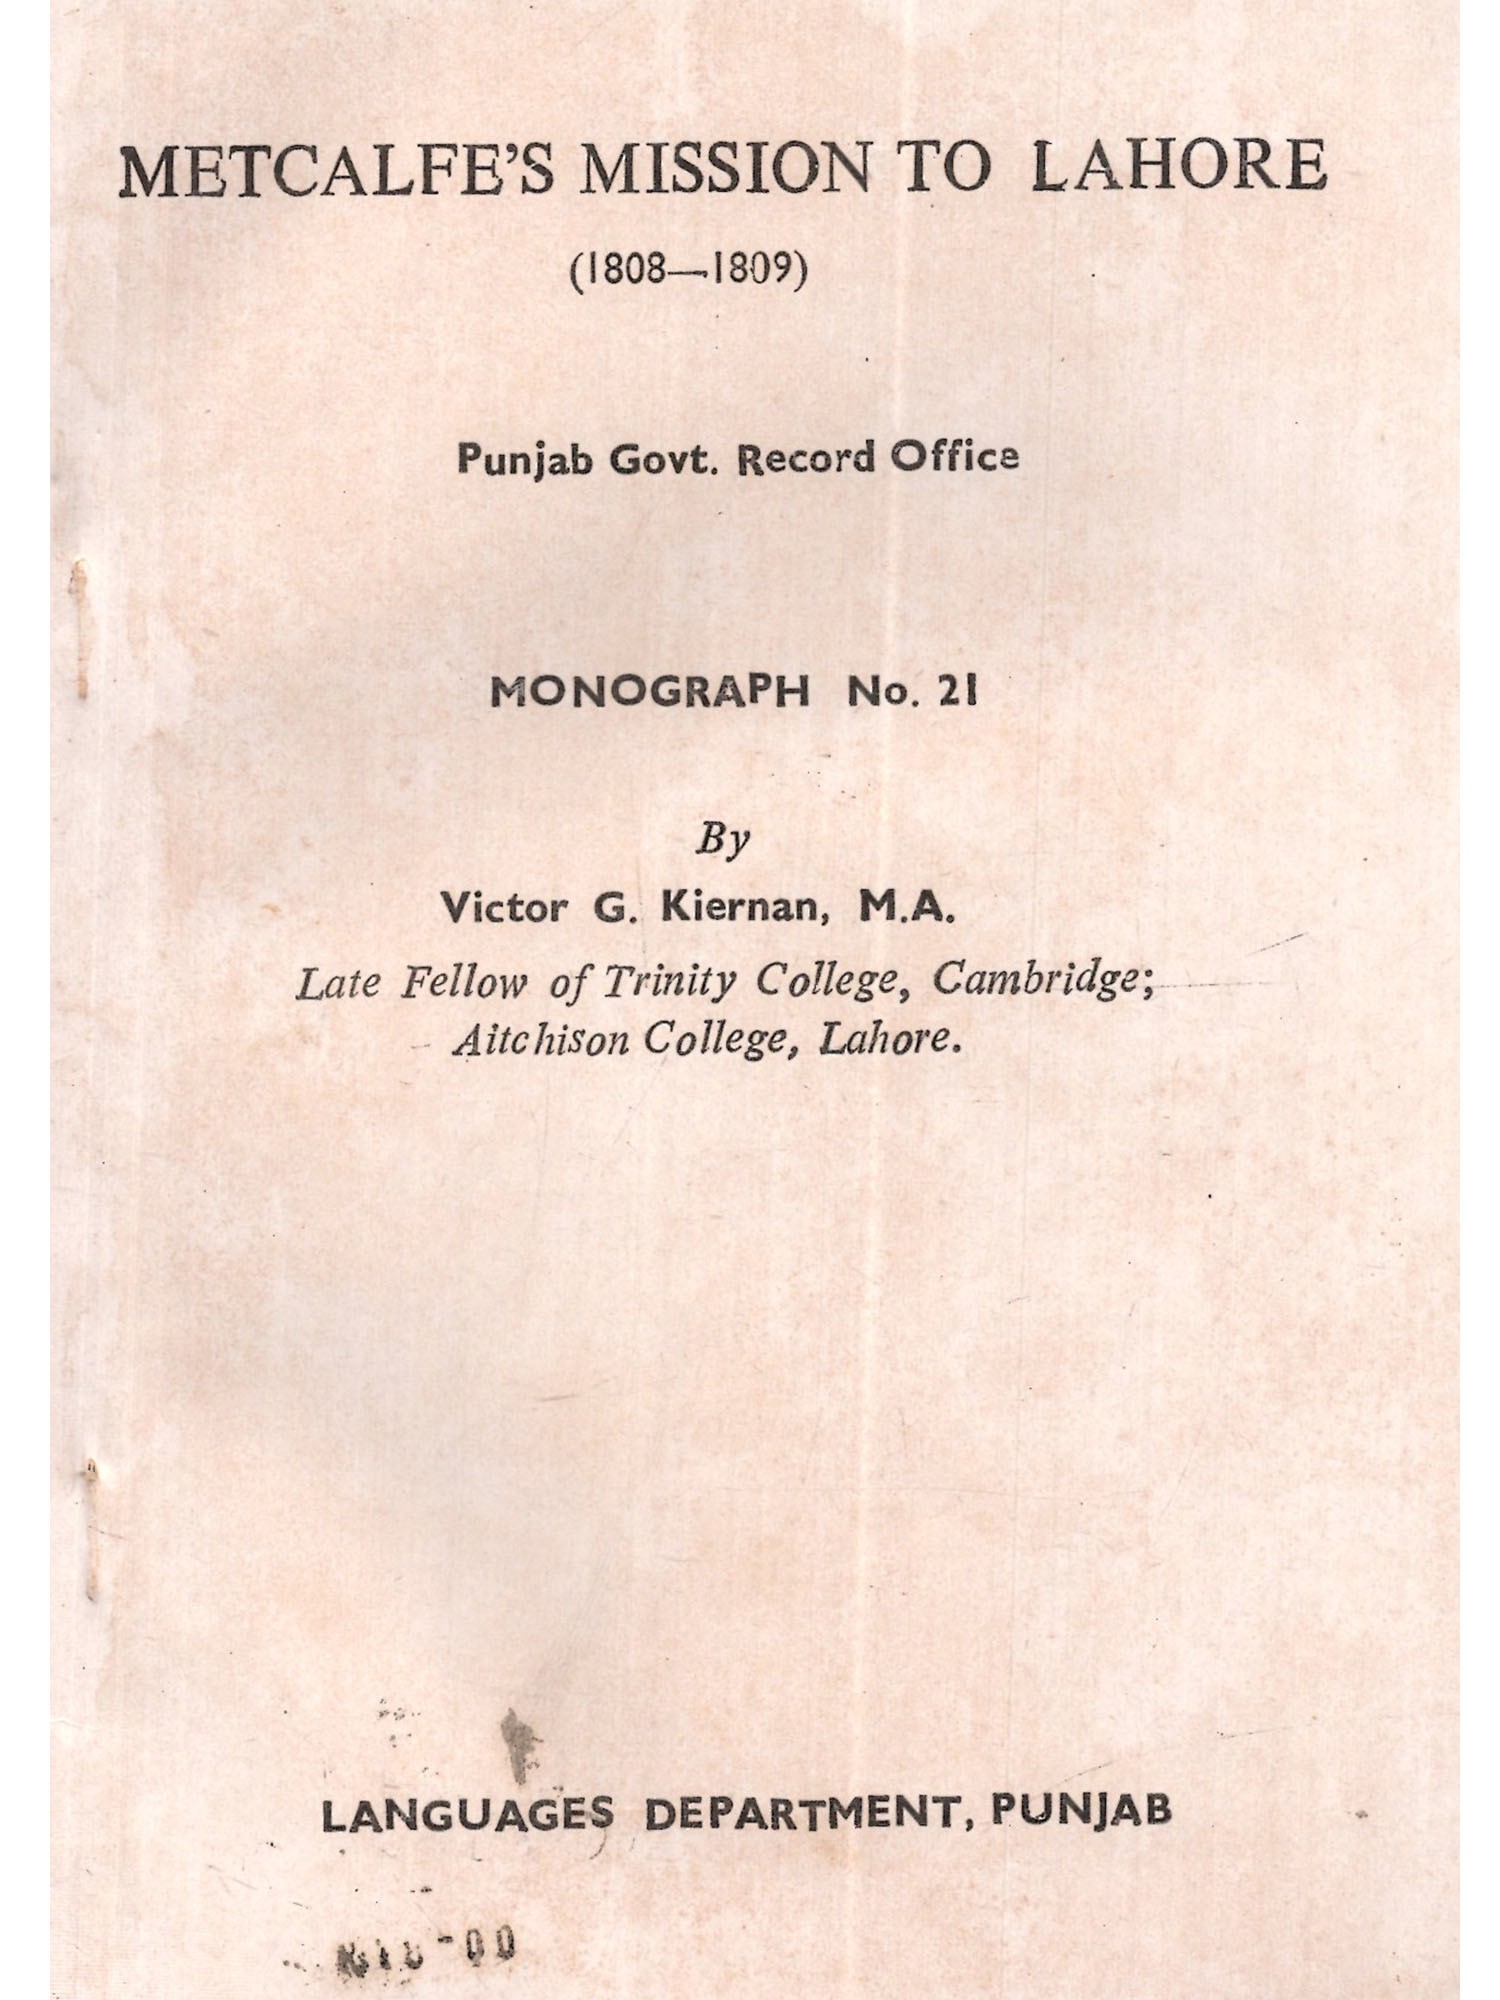 METCALFE'S MISSION TO LAHORE
(1808—1809)
Punjab Govt. Record Office
MONOGRAPH No. 21
By
Victor G. Kiernan, M.A.
Late Fellow of Trinity College, Cambridge;
Aitchison College, Lahore.
LANGUAGES DEPARTMENT, PUNJAB